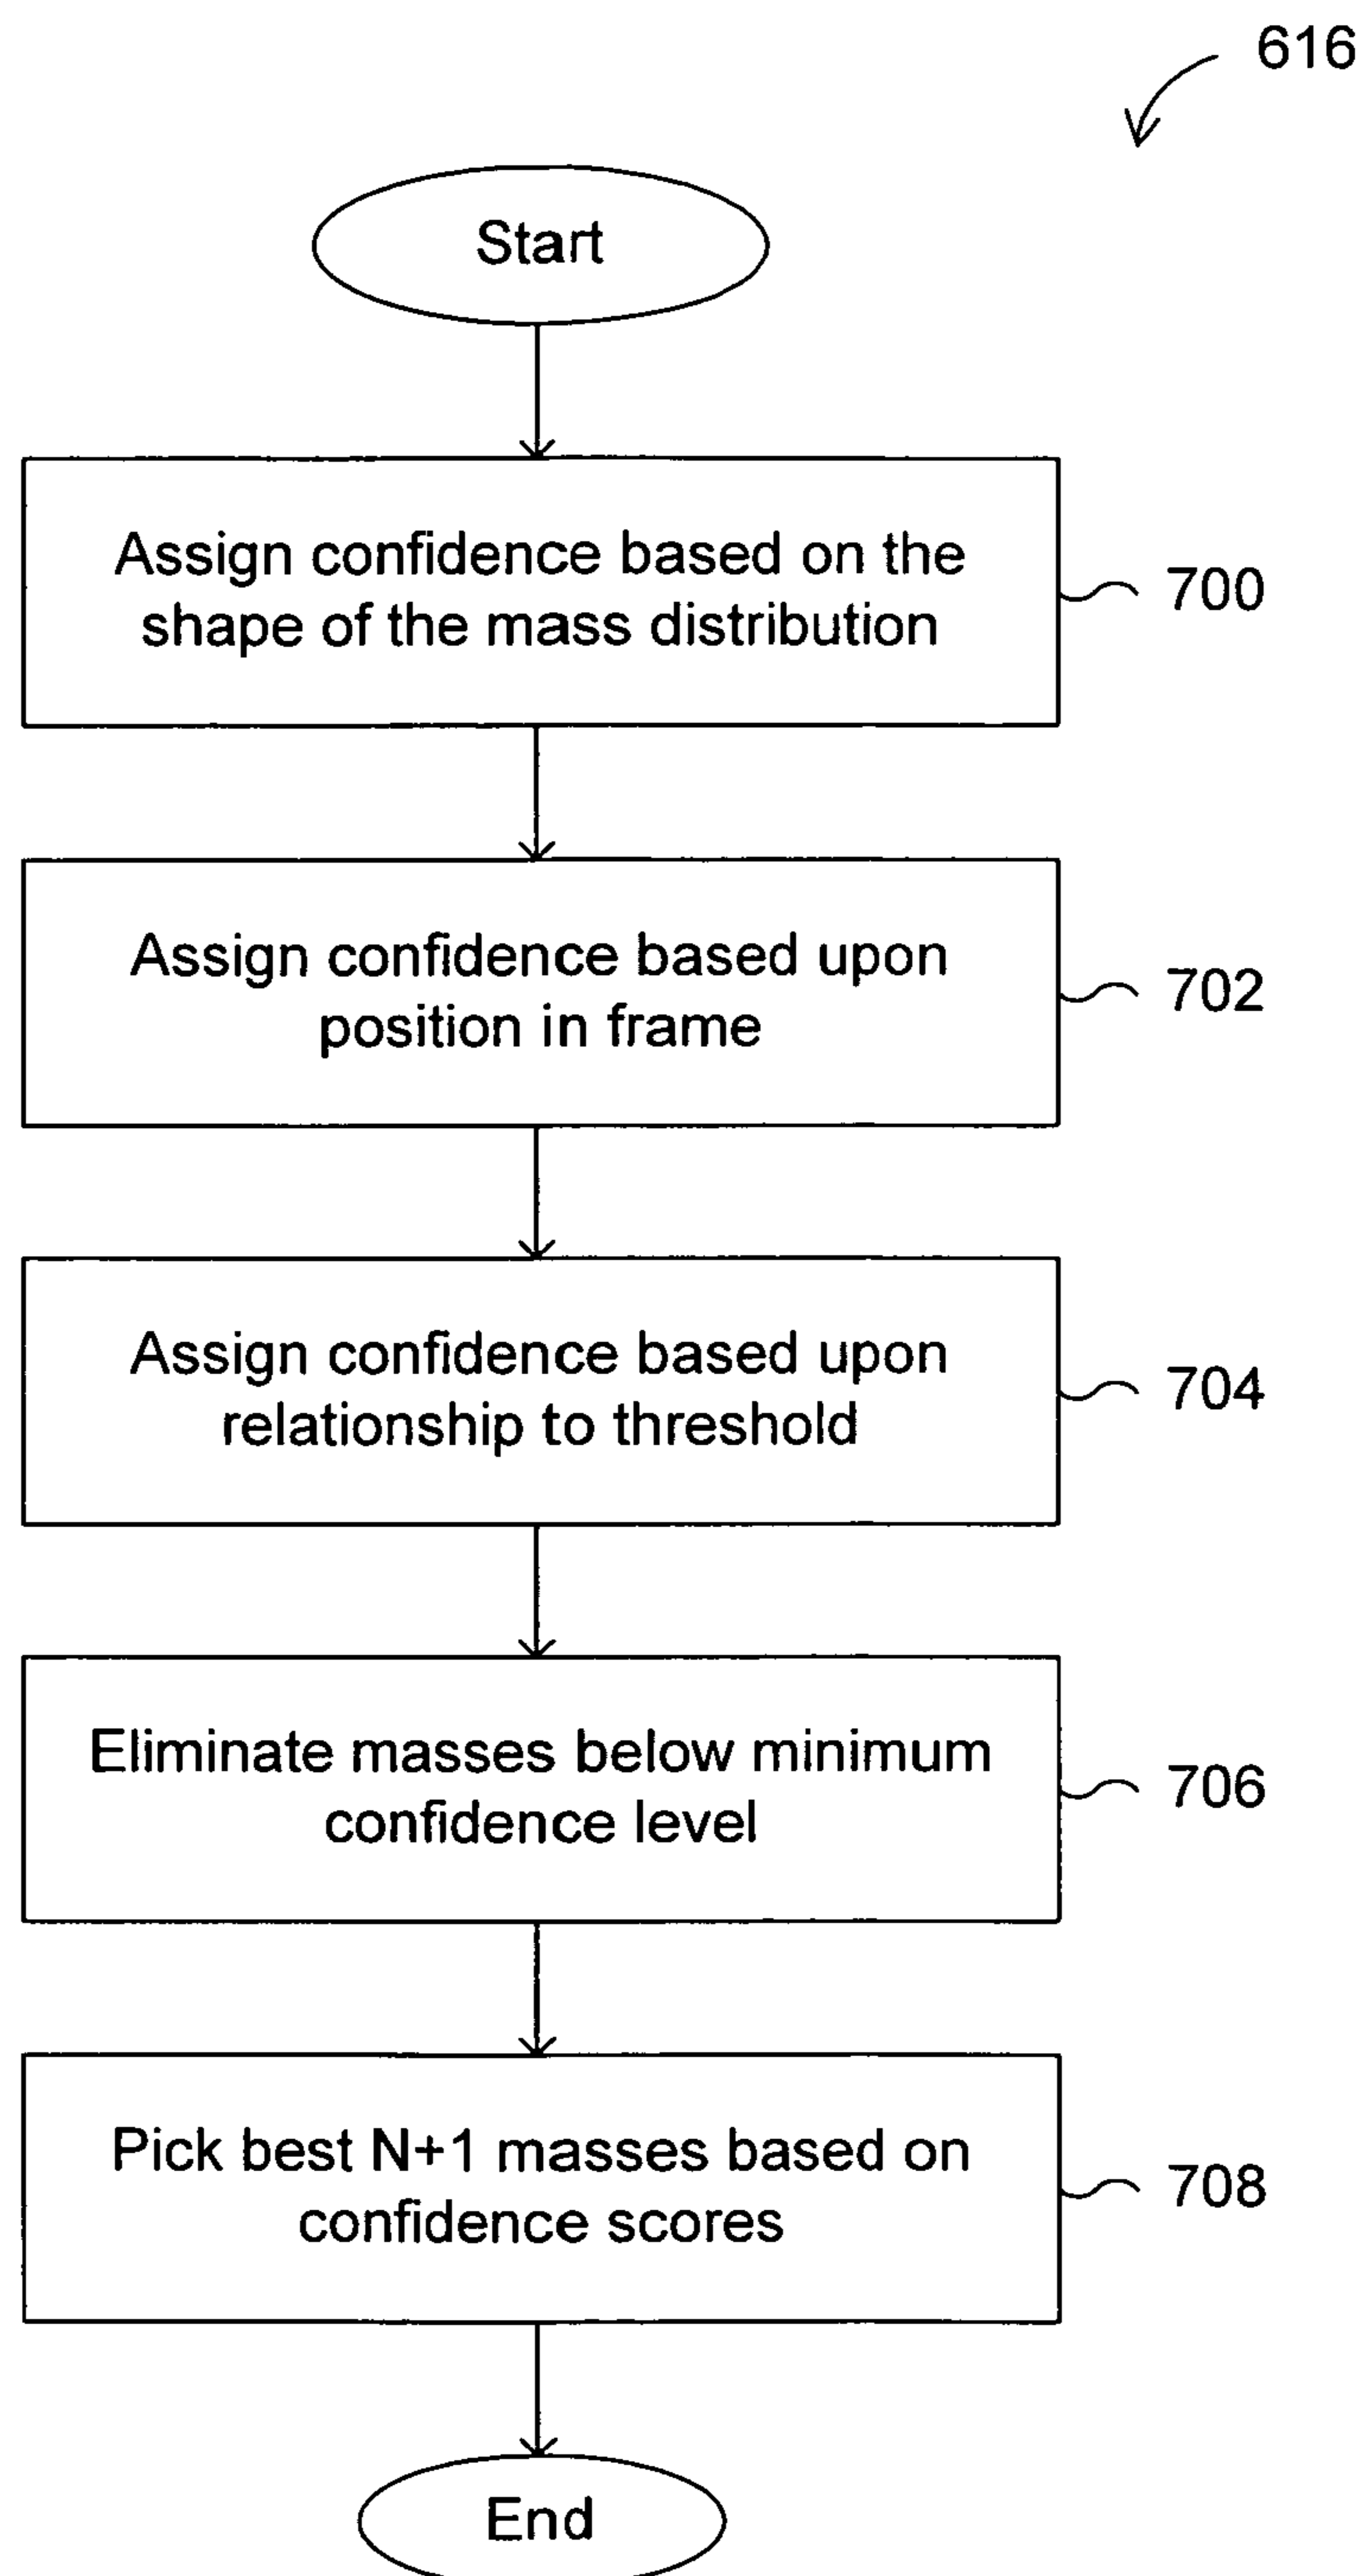 616
Start
Assign confidence based on the
shape of the mass distribution
700
Assign confidence based upon
position in frame
702
Assign confidence based upon
relationship to threshold
704
Eliminate masses below minimum
confidence level
706
Pick best N+1 masses based on
confidence scores
708
End